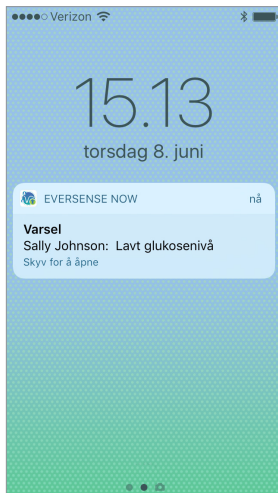 Verizon
15.13
torsdag 8. juni
EVERSENSE NOW nå
Varsel
Sally Johnson: Lavt glukosenivå
Skyv for å åpne